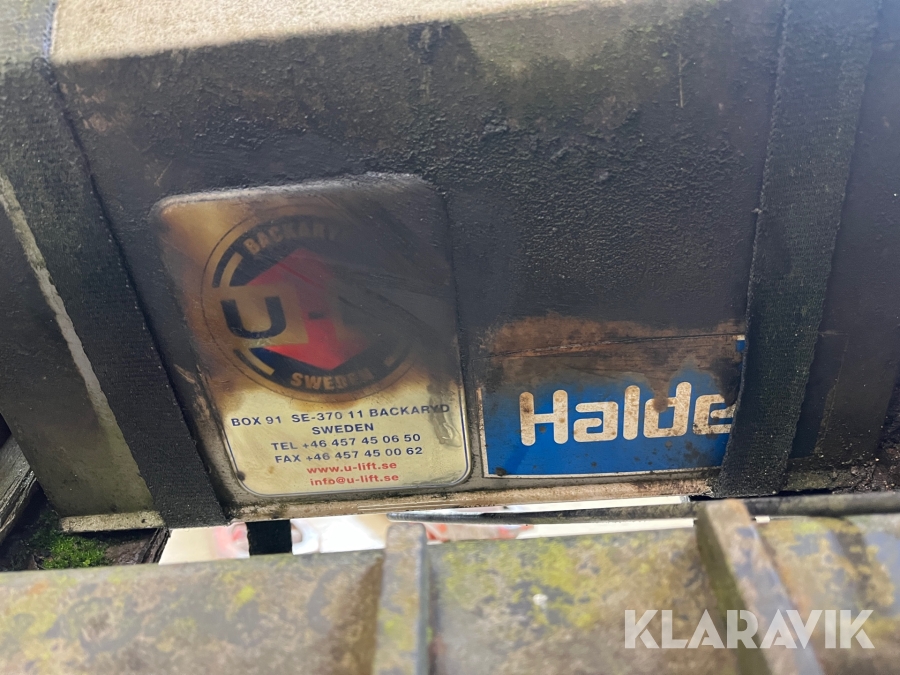 BACKARY
U
SWEDEN
BOX 91 SE-370 11 BACKARYD
SWEDEN
TEL +46 457 45 06 50
FAX +46 457 45 00 62
www.u-lift.se
info@u-lift.se
Halde
KLARAVIK